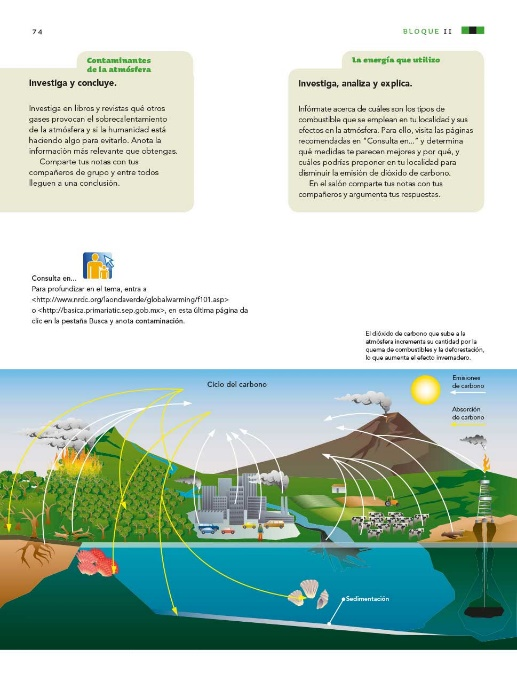 74
BLOQUE II
Contaminantes
de la atmósfera
Investiga y concluye.
Investiga en libros y revistas qué otros
gases provocan el sobrecalentamiento
de la atmósfera y si la humanidad está
haciendo algo para evitarlo. Anota la
información más relevante que obtengas.
Comparte tus notas con tus
compañeros de grupo y entre todos
lleguen a una conclusión.
La energía que utilizo
Investiga, analiza y explica.
Infórmate acerca de cuáles son los tipos de
combustible que se emplean en tu localidad y sus
efectos en la atmósfera. Para ello, visita las páginas
recomendadas en "Consulta en..." y determina
qué medidas te parecen mejores y por qué, y
cuáles podrías proponer en tu localidad para
disminuir la emisión de dióxido de carbono.
En el salón comparte tus notas con tus
compañeros y argumenta tus respuestas.
Consulta en...
Para profundizar en el tema, entra a
<http://www.nrdc.org/laondaverde/globalwarming/f101.asp>
o <http://basica.primariatic.sep.gob.mx>, en esta última página da
clic en la pestaña Busca y anota contaminación.
El dióxido de carbono que sube a la
atmósfera incrementa su cantidad por la
quema de combustibles y la deforestación,
lo que aumenta el efecto invernadero.
Ciclo del carbono
Emisiones
de carbono
Absorción
de carbono
Sedimentación